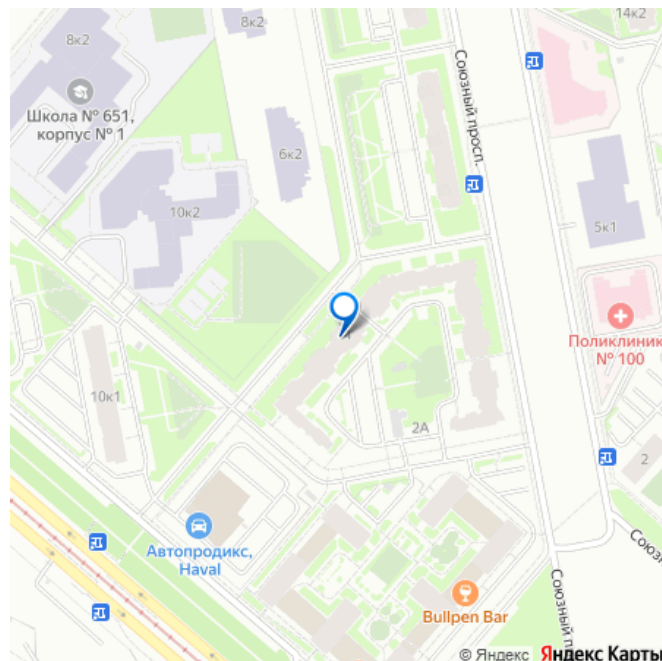 14к2
8к2
8к2
Школа № 651,
корпус № 1
Союзный просп.
6к2
10к2
5к1
Поликлиник
№ 100
10к1
2А
2
Автопродикс,
Haval
Союзн
Bullpen Bar
Союзный п
© Яндекс Яндекс Карты